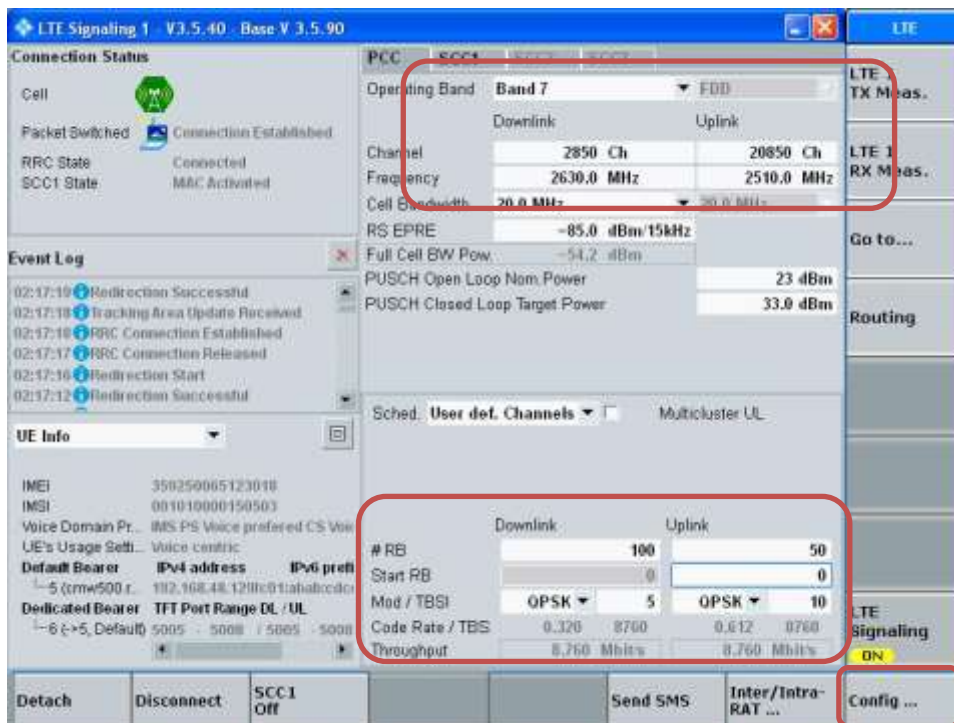 LTE Signaling 1 - V3.5.40 - Base V 3.5.90
LTE
Connection Status
Cell
Packet Switched Connection Established
RRC State Connected
SCC1 State MAC Activated
PCC SCC1
Operating Band Band 7 FDD
Downlink Uplink
Channel 2850 Ch 20850 Ch
Frequency 2630.0 MHz 2510.0 MHz
Cell Bandwidth 20.0 MHz 20.0 MHz
RS EPRE -85.0 dBm/15kHz
Full Cell BW Pow. -54.2 dBm
PUSCH Open Loop Nom.Power 23 dBm
PUSCH Closed Loop Target Power 33.0 dBm
Event Log
02:17:19 Redirection Successful
02:17:18 Tracking Area Update Received
02:17:18 RRC Connection Established
02:17:17 RRC Connection Released
02:17:16 Redirection Start
02:17:12 Redirection Successful
Sched. User def. Channels Multicluster UL
UE Info
IMEI
IMSI 001010000150503
Voice Domain Pr... IMS PS Voice prefered CS Voi
UE's Usage Setti... Voice centric
Default Bearer IPv4 address IPv6 prefi
5 (cmw500.r...
Dedicated Bearer TFT Port Range DL / UL
6 (->5, Default) 5005 - 5008 / 5005 - 5008
Downlink Uplink
# RB 100 50
Start RB 0 0
Mod / TBSI QPSK 5 QPSK 10
Code Rate / TBS 0.320 8760 0.612 8760
Throughput 8.760 Mbit/s 8.760 Mbit/s
LTE 1
TX Meas.
LTE 1
RX Meas.
Go to...
Routing
LTE
Signaling
ON
Detach
Disconnect
SCC1
Off
Send SMS
Inter/Intra-
RAT ...
Config ...